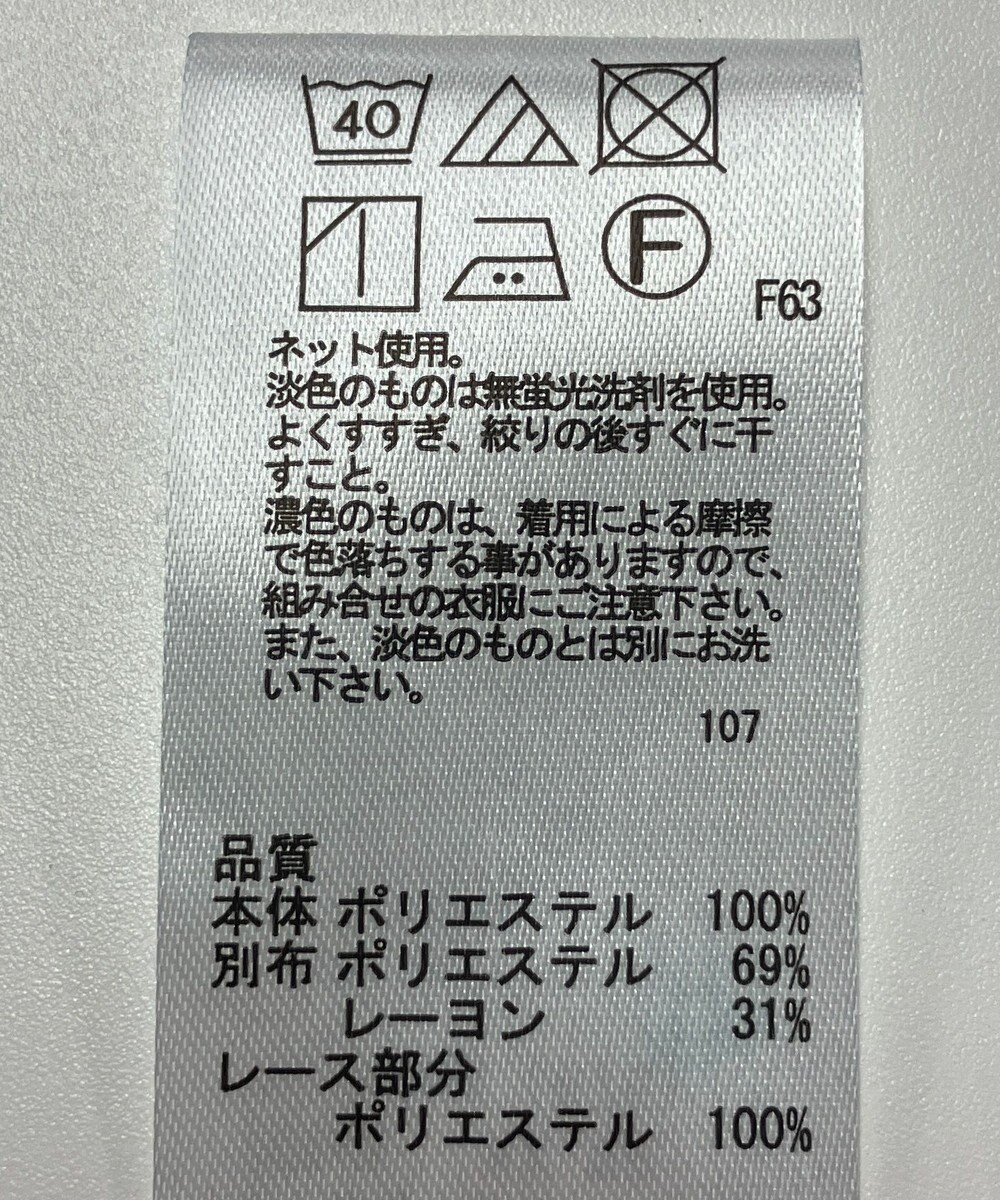 40
F
F63
ネット使用。
淡色のものは無蛍光洗剤を使用。
よくすすぎ、絞りの後すぐに干
すこと。
濃色のものは、着用による摩擦
で色落ちする事がありますので、
組み合せの衣服にご注意下さい。
また、淡色のものとは別にお洗
い下さい。
107
品質
本体 ポリエステル 100%
別布 ポリエステル 69%
レーヨン 31%
レース部分
ポリエステル 100%